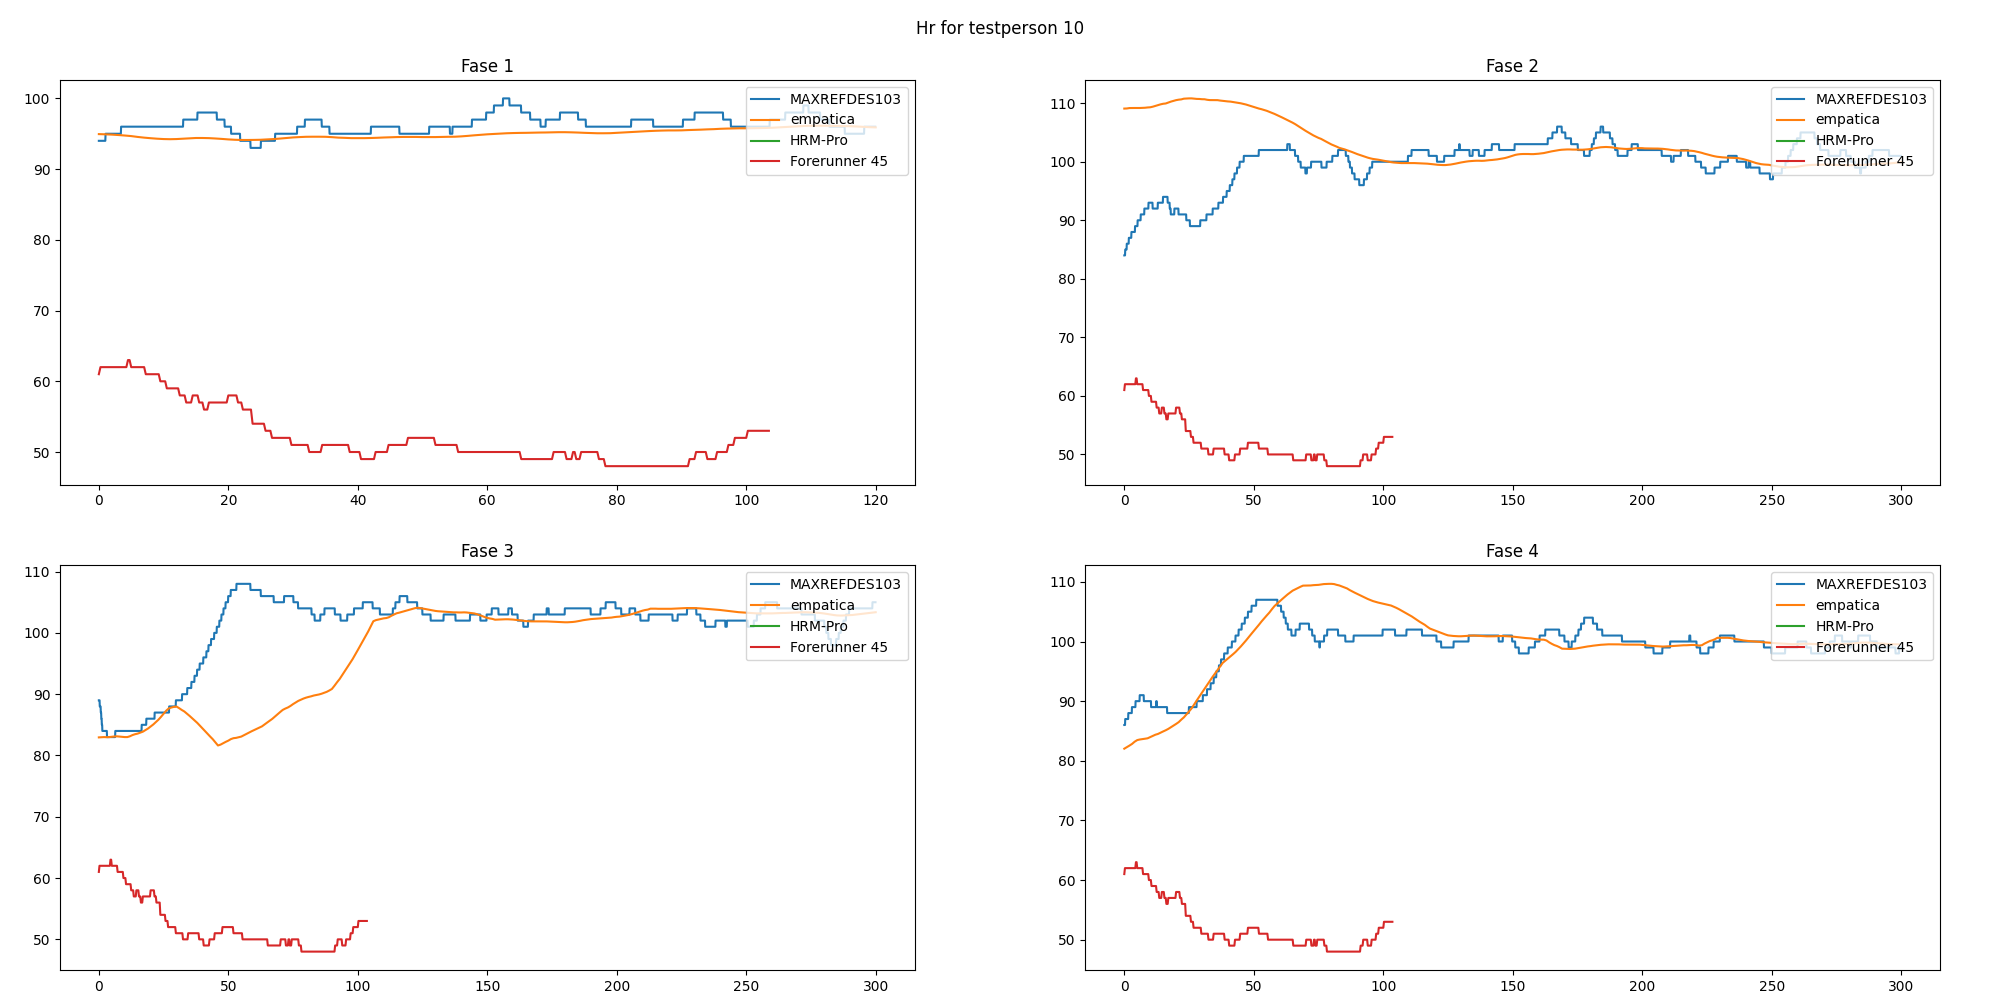 Hr for testperson 10
Fase 1
100
90
80
70
60
50
0 20 40 60 80 100 120
MAXREFDES103
empatica
HRM-Pro
Forerunner 45
Fase 2
110
100
90
80
70
60
50
0 50 100 150 200 250 300
MAXREFDES103
empatica
HRM-Pro
Forerunner 45
Fase 3
110
100
90
80
70
60
50
0 50 100 150 200 250 300
MAXREFDES103
empatica
HRM-Pro
Forerunner 45
Fase 4
110
100
90
80
70
60
50
0 50 100 150 200 250 300
MAXREFDES103
empatica
HRM-Pro
Forerunner 45